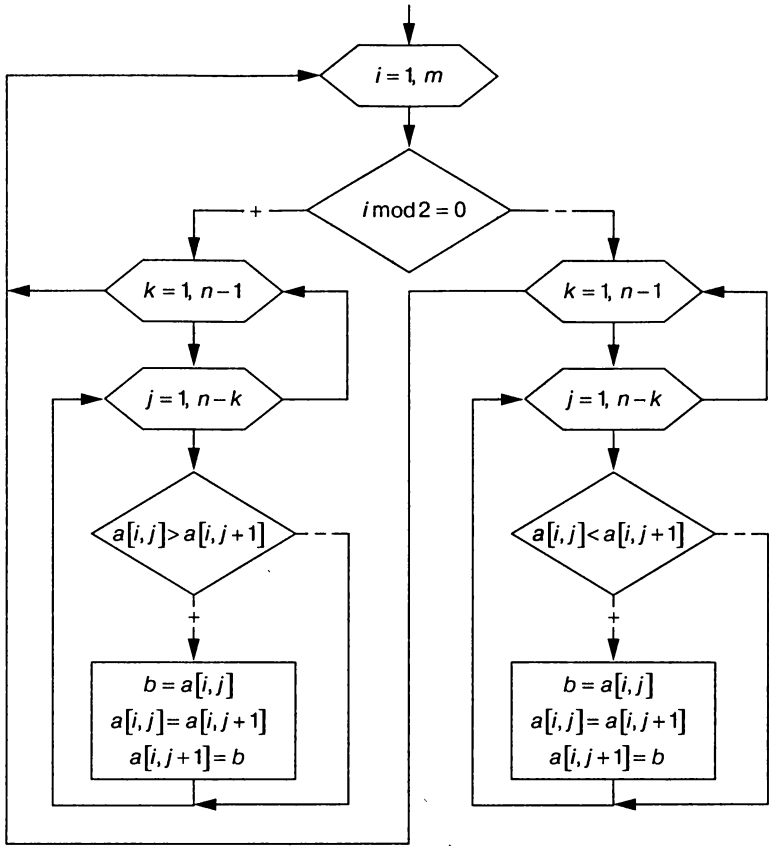 i = 1, m
i mod 2 = 0
+
−
k = 1, n − 1
k = 1, n − 1
j = 1, n − k
j = 1, n − k
a[i, j] > a[i, j + 1]
a[i, j] < a[i, j + 1]
+
+
b = a[i, j]
a[i, j] = a[i, j + 1]
a[i, j + 1] = b
b = a[i, j]
a[i, j] = a[i, j + 1]
a[i, j + 1] = b